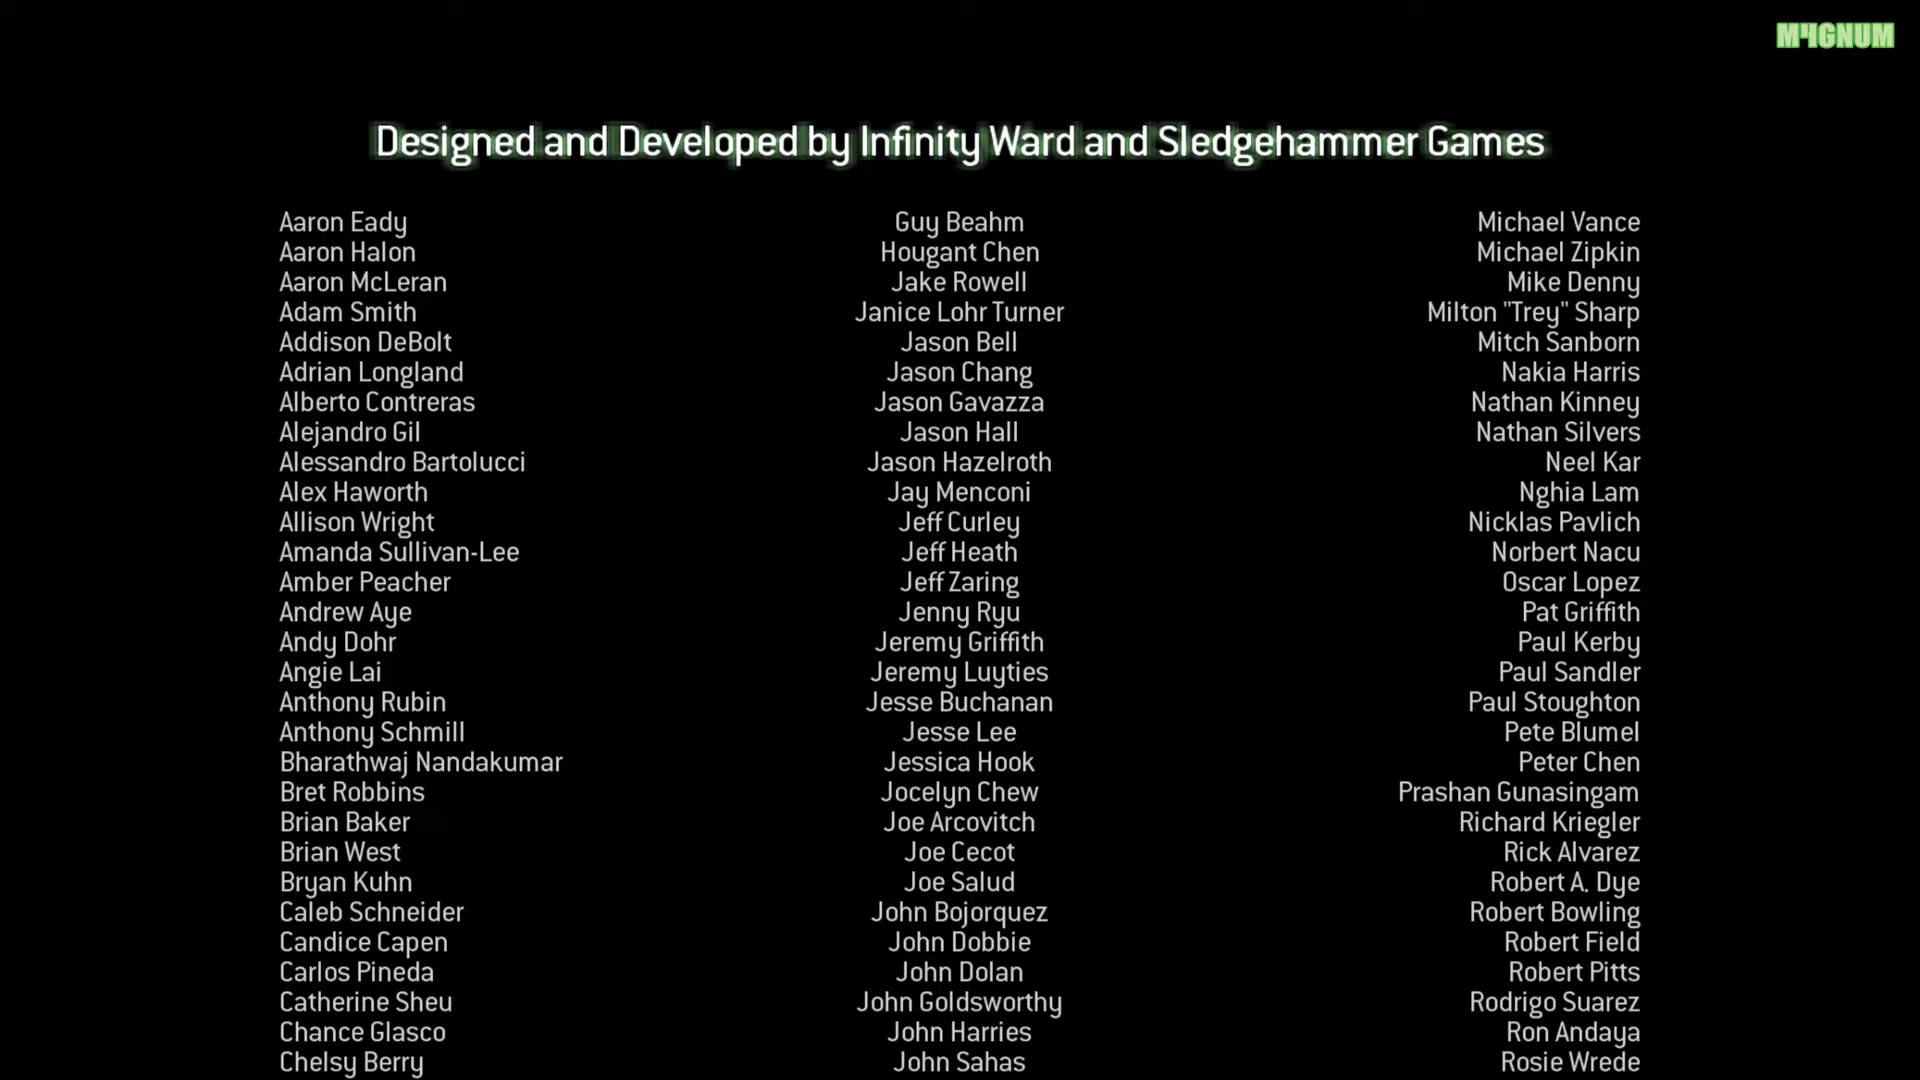 M4GNUM
Designed and Developed by Infinity Ward and Sledgehammer Games
Aaron Eady
Aaron Halon
Aaron McLeran
Adam Smith
Addison DeBolt
Adrian Longland
Alberto Contreras
Alejandro Gil
Alessandro Bartolucci
Alex Haworth
Allison Wright
Amanda Sullivan-Lee
Amber Peacher
Andrew Aye
Andy Dohr
Angie Lai
Anthony Rubin
Anthony Schmill
Bharathwaj Nandakumar
Bret Robbins
Brian Baker
Brian West
Bryan Kuhn
Caleb Schneider
Candice Capen
Carlos Pineda
Catherine Sheu
Chance Glasco
Chelsy Berry
Guy Beahm
Hougant Chen
Jake Rowell
Janice Lohr Turner
Jason Bell
Jason Chang
Jason Gavazza
Jason Hall
Jason Hazelroth
Jay Menconi
Jeff Curley
Jeff Heath
Jeff Zaring
Jenny Ryu
Jeremy Griffith
Jeremy Luyties
Jesse Buchanan
Jesse Lee
Jessica Hook
Jocelyn Chew
Joe Arcovitch
Joe Cecot
Joe Salud
John Bojorquez
John Dobbie
John Dolan
John Goldsworthy
John Harries
John Sahas
Michael Vance
Michael Zipkin
Mike Denny
Milton "Trey" Sharp
Mitch Sanborn
Nakia Harris
Nathan Kinney
Nathan Silvers
Neel Kar
Nghia Lam
Nicklas Pavlich
Norbert Nacu
Oscar Lopez
Pat Griffith
Paul Kerby
Paul Sandler
Paul Stoughton
Pete Blumel
Peter Chen
Prashan Gunasingam
Richard Kriegler
Rick Alvarez
Robert A. Dye
Robert Bowling
Robert Field
Robert Pitts
Rodrigo Suarez
Ron Andaya
Rosie Wrede